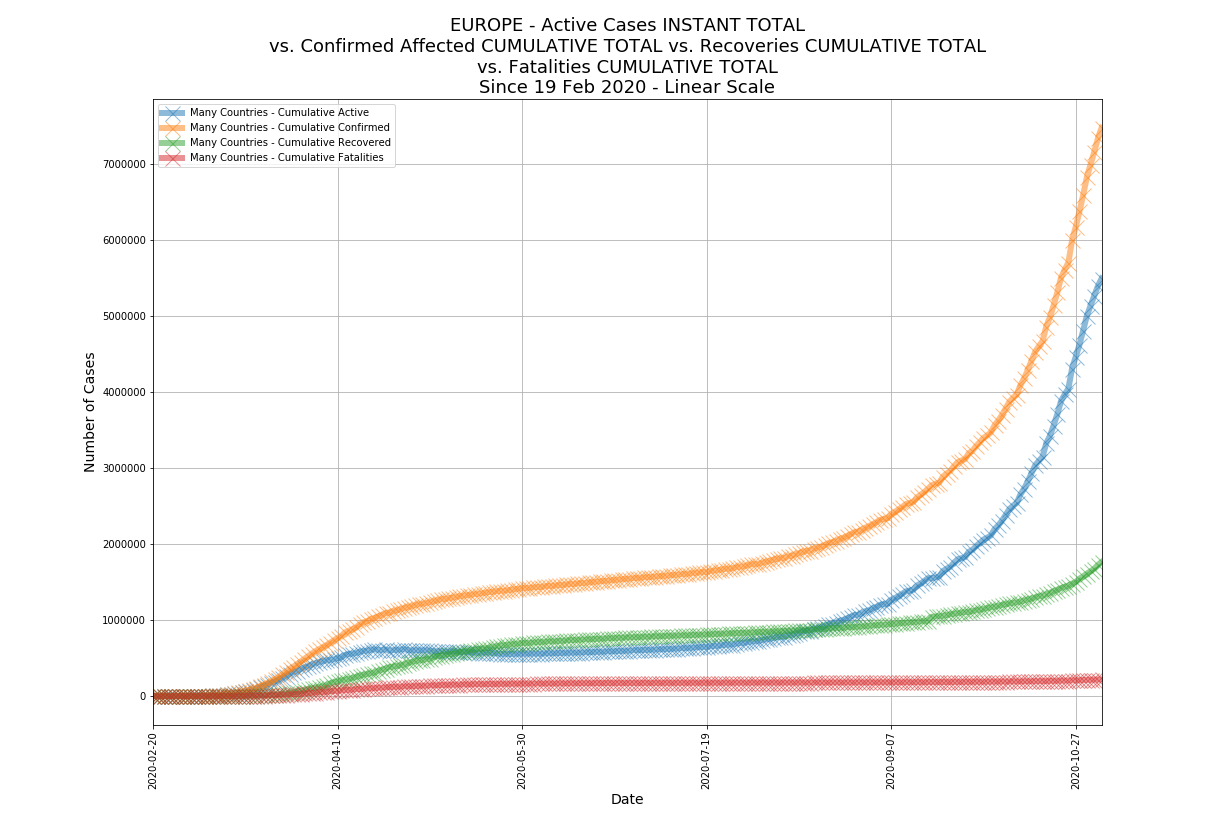 EUROPE - Active Cases INSTANT TOTAL
vs. Confirmed Affected CUMULATIVE TOTAL vs. Recoveries CUMULATIVE TOTAL
vs. Fatalities CUMULATIVE TOTAL
Since 19 Feb 2020 - Linear Scale
Many Countries - Cumulative Active
Many Countries - Cumulative Confirmed
Many Countries - Cumulative Recovered
Many Countries - Cumulative Fatalities
Number of Cases
7000000
6000000
5000000
4000000
3000000
2000000
1000000
0
2020-02-20
2020-04-10
2020-05-30
2020-07-19
2020-09-07
2020-10-27
Date